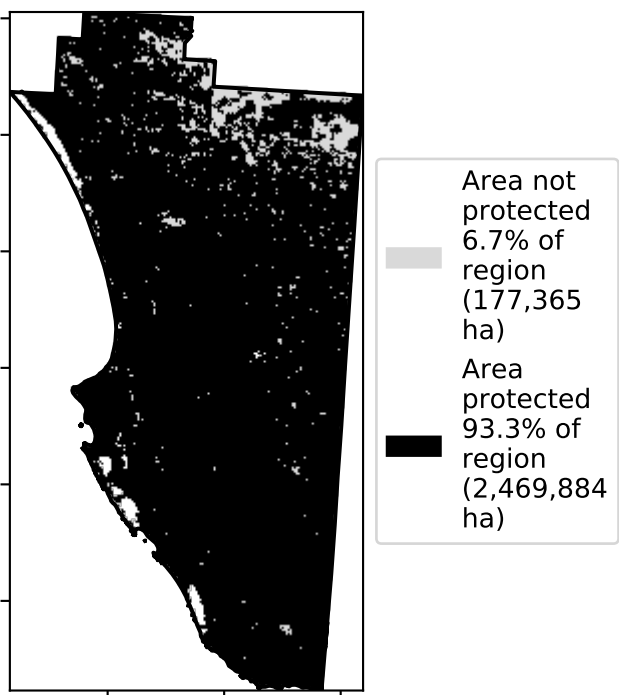 Area not
protected
6.7% of
region
(177,365
ha)
Area
protected
93.3% of
region
(2,469,884
ha)